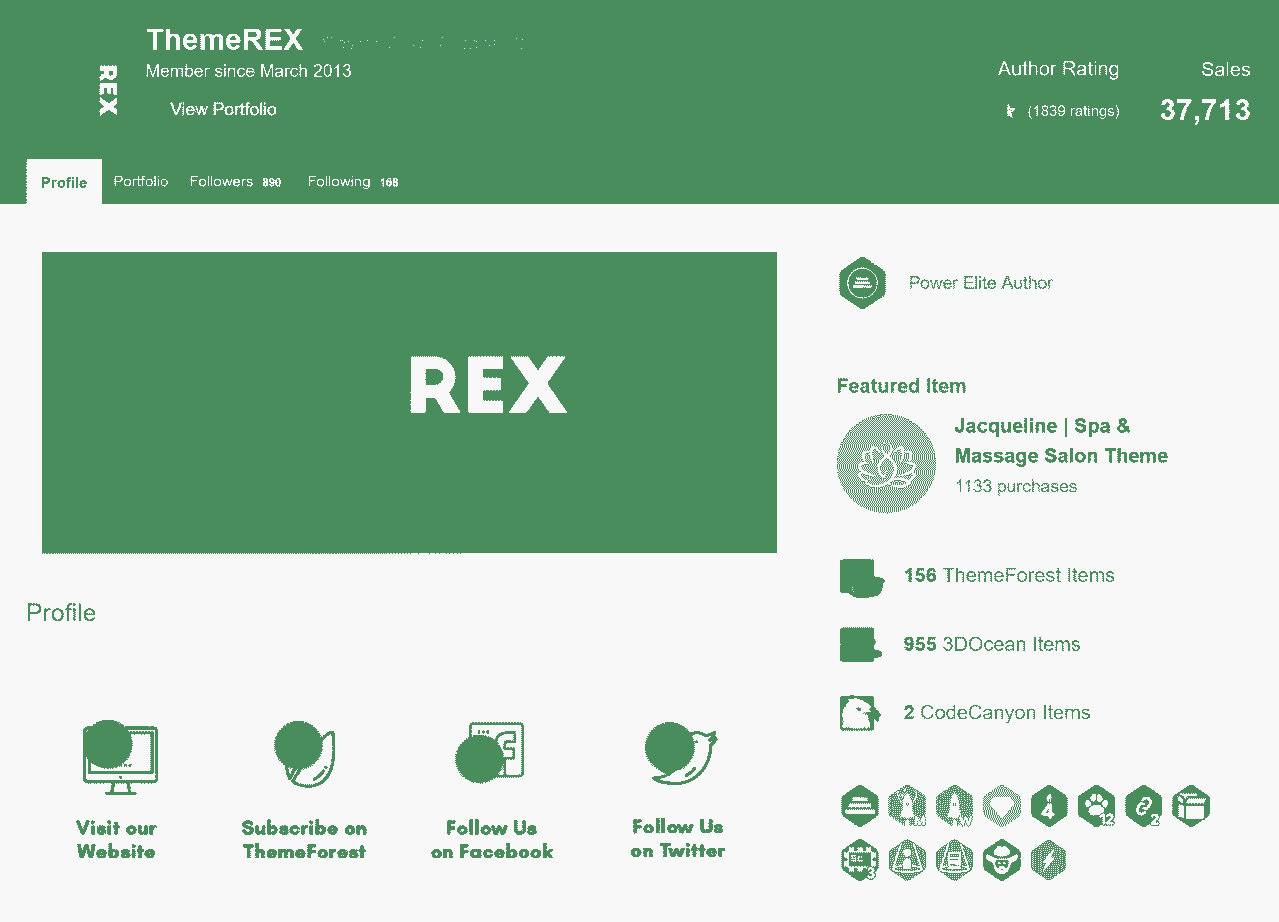 ThemeREX
Member since March 2013
REX
View Portfolio
Author Rating
(1839 ratings)
Sales
37,713
Profile
Portfolio
Followers 890
Following 168
REX
Power Elite Author
Featured Item
Jacqueline | Spa &
Massage Salon Theme
1133 purchases
156 ThemeForest Items
955 3DOcean Items
2 CodeCanyon Items
Profile
Visit our
Website
Subscribe on
ThemeForest
Follow Us
on Facebook
Follow Us
on Twitter
4
12
2
3